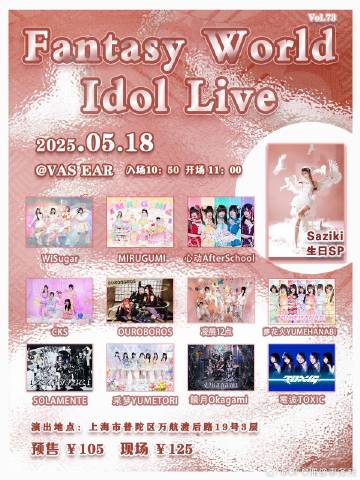 Vol.73
Fantasy World
Idol Live
2025.05.18
@VAS EAR 入场10：50 开场11：00
Saziki
生日SP
WiSugar
MIRUGUMI
心动AfterSchool
CKS
OUROBOROS
凌晨12点
夢花火YUMEHANABI
SOLAMENTE
采梦YUMETORI
朧月Okagami
電波TOXIC
演出地点：上海市普陀区万航渡后路19号3层
预售 ￥105 现场 ￥125